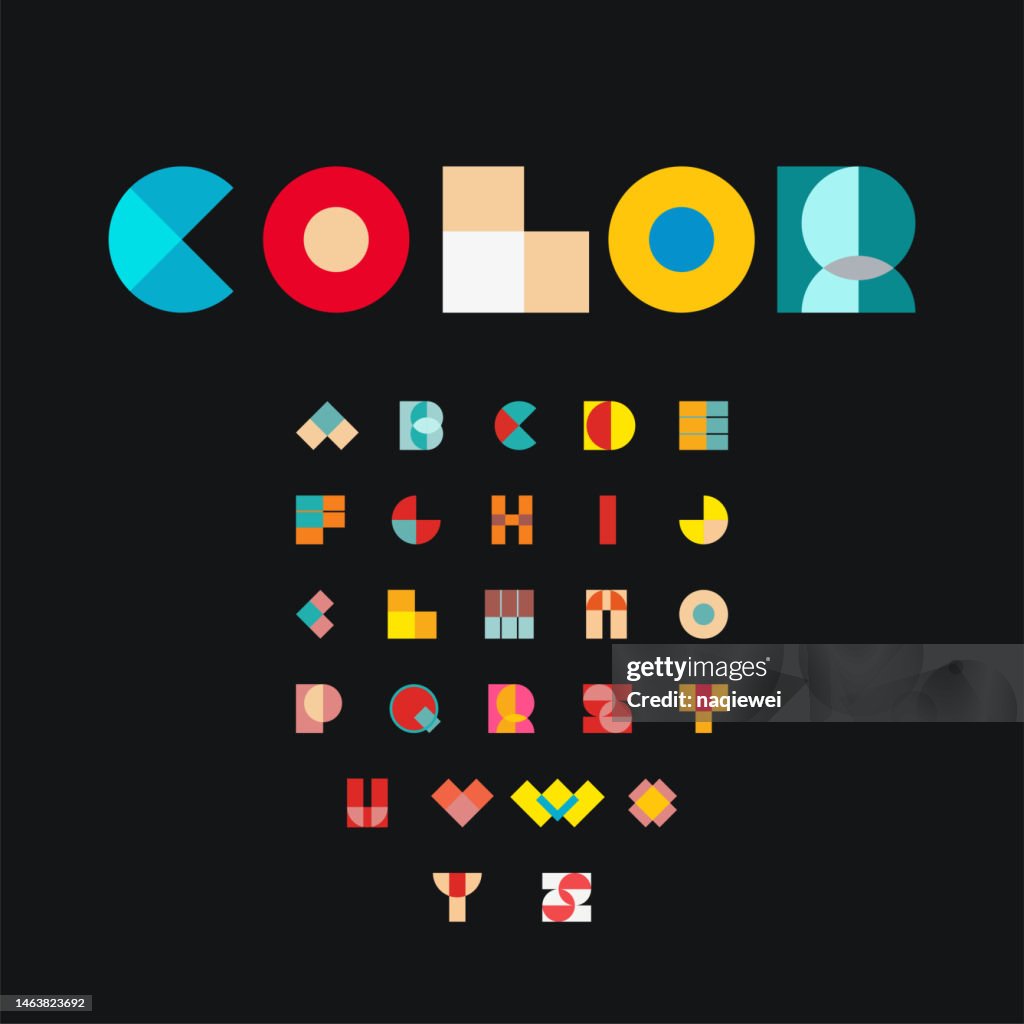 COLOR
A B C D E
F G H I J
K L M N O
P Q R S T
U V W X
Y Z
gettyimages®
Credit: naqiewei
1463823692